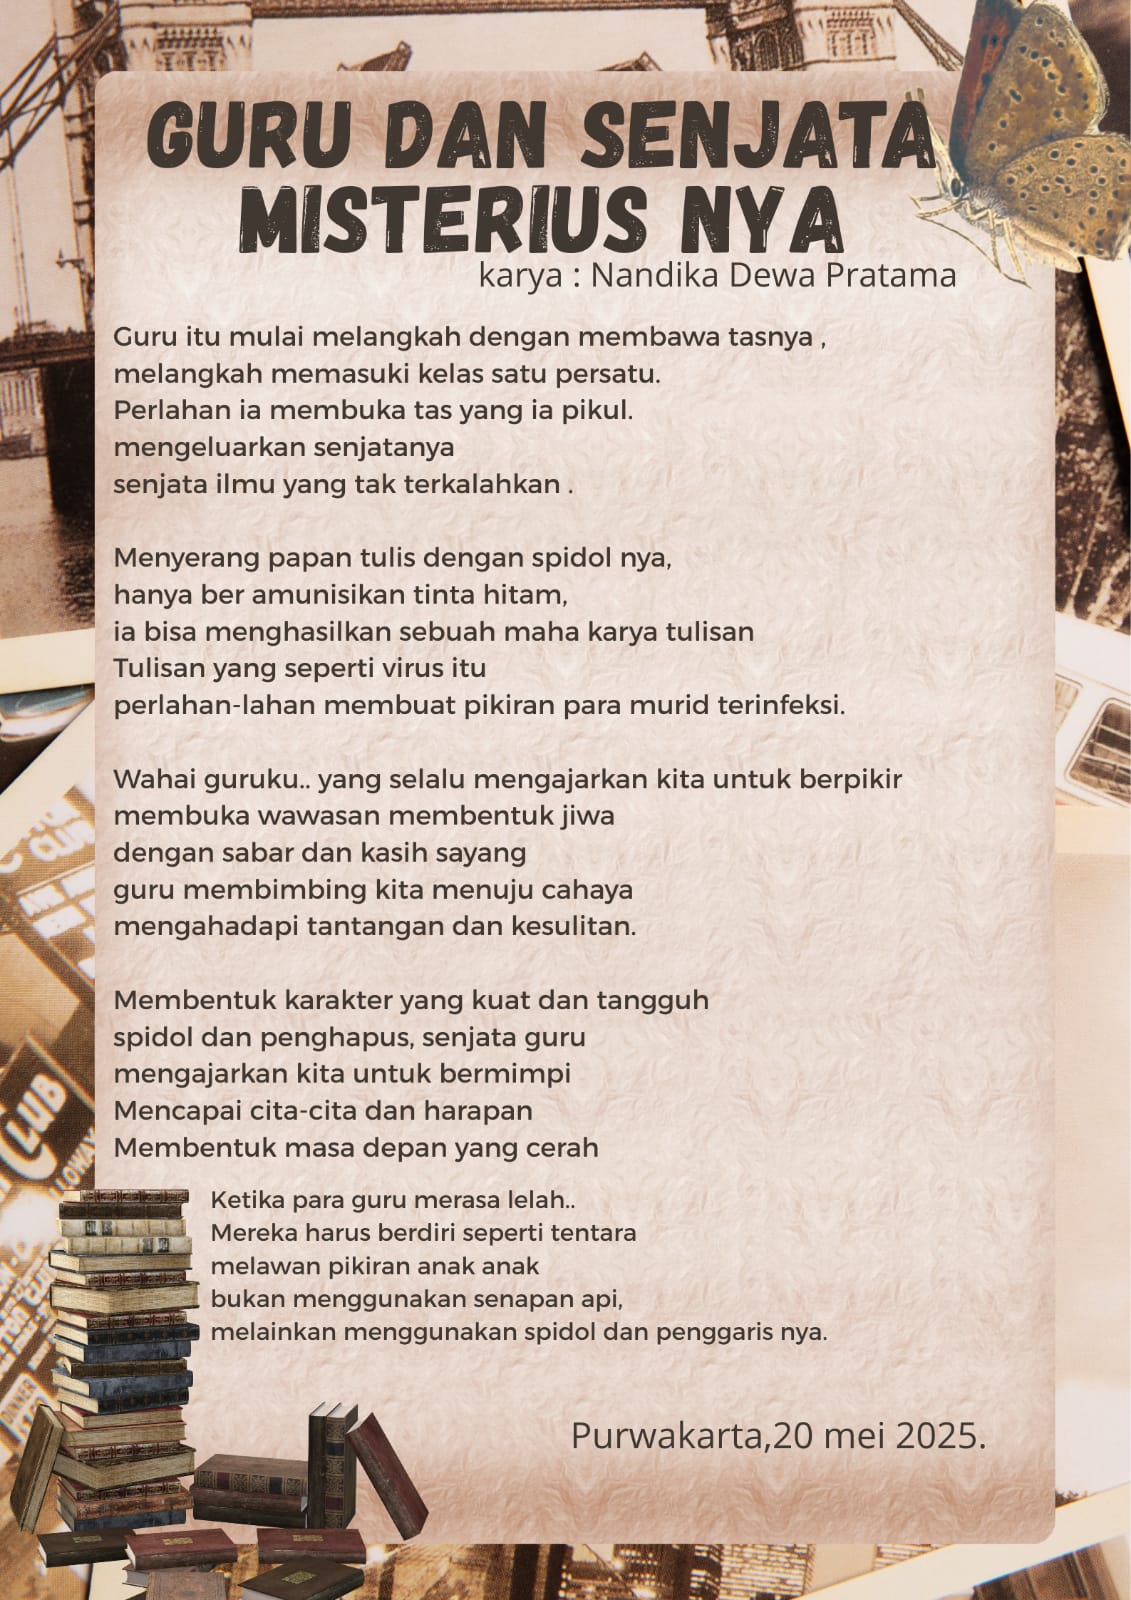 GURU DAN SENJATA
MISTERIUS NYA
karya : Nandika Dewa Pratama
Guru itu mulai melangkah dengan membawa tasnya ,
melangkah memasuki kelas satu persatu.
Perlahan ia membuka tas yang ia pikul.
mengeluarkan senjatanya
senjata ilmu yang tak terkalahkan .
Menyerang papan tulis dengan spidol nya,
hanya ber amunisikan tinta hitam,
ia bisa menghasilkan sebuah maha karya tulisan
Tulisan yang seperti virus itu
perlahan-lahan membuat pikiran para murid terinfeksi.
Wahai guruku.. yang selalu mengajarkan kita untuk berpikir
membuka wawasan membentuk jiwa
dengan sabar dan kasih sayang
guru membimbing kita menuju cahaya
mengahadapi tantangan dan kesulitan.
Membentuk karakter yang kuat dan tangguh
spidol dan penghapus, senjata guru
mengajarkan kita untuk bermimpi
Mencapai cita-cita dan harapan
Membentuk masa depan yang cerah
Ketika para guru merasa lelah..
Mereka harus berdiri seperti tentara
melawan pikiran anak anak
bukan menggunakan senapan api,
melainkan menggunakan spidol dan penggaris nya.
Purwakarta,20 mei 2025.
CLUB
DINNER